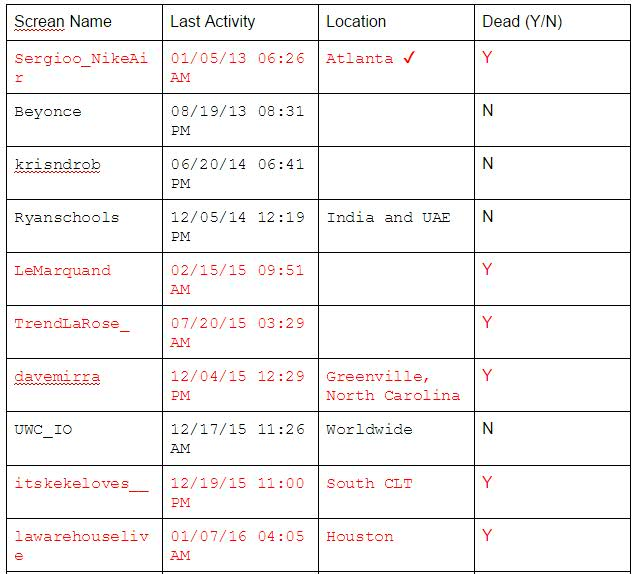 Screan Name Last Activity Location Dead (Y/N)
Sergioo_NikeAi 01/05/13 06:26 Atlanta ✓ Y
r AM
Beyonce 08/19/13 08:31 N
PM
krisndrob 06/20/14 06:41 N
PM
Ryanschools 12/05/14 12:19 India and UAE N
PM
LeMarquand 02/15/15 09:51 Y
AM
TrendLaRose_ 07/20/15 03:29 Y
AM
davemirra 12/04/15 12:29 Greenville, Y
PM North Carolina
UWC_IO 12/17/15 11:26 Worldwide N
AM
itskekeloves__ 12/19/15 11:00 South CLT Y
PM
lawarehouseliv 01/07/16 04:05 Houston Y
e AM